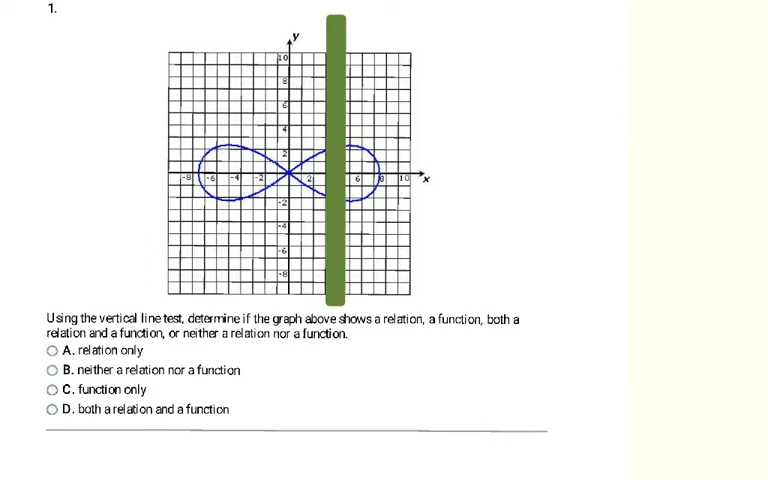 1.
y
10
8
6
4
2
-8 -6 -4 -2 2 6 8 10 x
-2
-4
-6
-8
Using the vertical line test, determine if the graph above shows a relation, a function, both a
relation and a function, or neither a relation nor a function.
A. relation only
B. neither a relation nor a function
C. function only
D. both a relation and a function